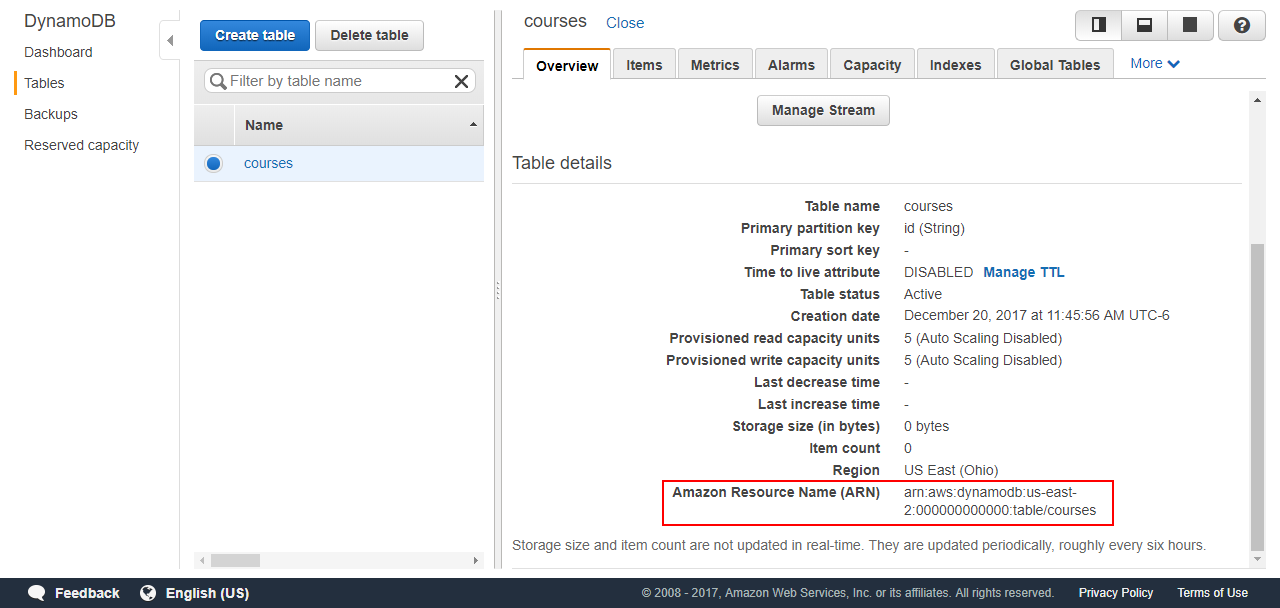 DynamoDB
Dashboard
Tables
Backups
Reserved capacity
Create table
Delete table
Filter by table name
Name
courses
courses Close
Overview Items Metrics Alarms Capacity Indexes Global Tables More
Manage Stream
Table details
Table name courses
Primary partition key id (String)
Primary sort key -
Time to live attribute DISABLED Manage TTL
Table status Active
Creation date December 20, 2017 at 11:45:56 AM UTC-6
Provisioned read capacity units 5 (Auto Scaling Disabled)
Provisioned write capacity units 5 (Auto Scaling Disabled)
Last decrease time -
Last increase time -
Storage size (in bytes) 0 bytes
Item count 0
Region US East (Ohio)
Amazon Resource Name (ARN) arn:aws:dynamodb:us-east-
2:000000000000:table/courses
Storage size and item count are not updated in real-time. They are updated periodically, roughly every six hours.
Feedback English (US) © 2008 - 2017, Amazon Web Services, Inc. or its affiliates. All rights reserved. Privacy Policy Terms of Use